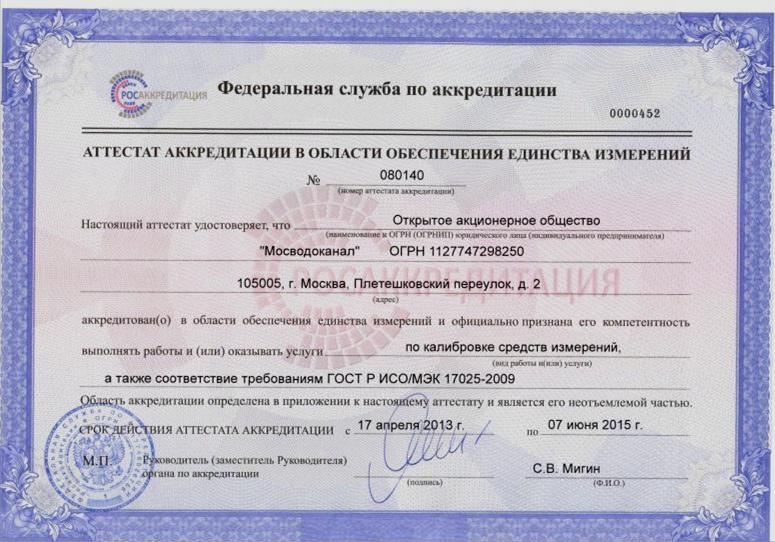 РОСАККРЕДИТАЦИЯ
Федеральная служба по аккредитации
0000452
АТТЕСТАТ АККРЕДИТАЦИИ В ОБЛАСТИ ОБЕСПЕЧЕНИЯ ЕДИНСТВА ИЗМЕРЕНИЙ
№ 080140
(номер аттестата аккредитации)
Настоящий аттестат удостоверяет, что Открытое акционерное общество
(наименование и ОГРН (ОГРНИП) юридического лица (индивидуального предпринимателя)
"Мосводоканал" ОГРН 1127747298250
РОСАККРЕДИТАЦИЯ
105005, г. Москва, Плетешковский переулок, д. 2
(адрес)
аккредитован(о) в области обеспечения единства измерений и официально признана его компетентность
выполнять работы и (или) оказывать услуги по калибровке средств измерений,
(вид работы и(или) услуги)
а также соответствие требованиям ГОСТ Р ИСО/МЭК 17025-2009
Область аккредитации определена в приложении к настоящему аттестату и является его неотъемлемой частью.
СРОК ДЕЙСТВИЯ АТТЕСТАТА АККРЕДИТАЦИИ с 17 апреля 2013 г. по 07 июня 2015 г.
М.П. Руководитель (заместитель Руководителя)
органа по аккредитации
С.В. Мигин
(подпись) (Ф.И.О.)